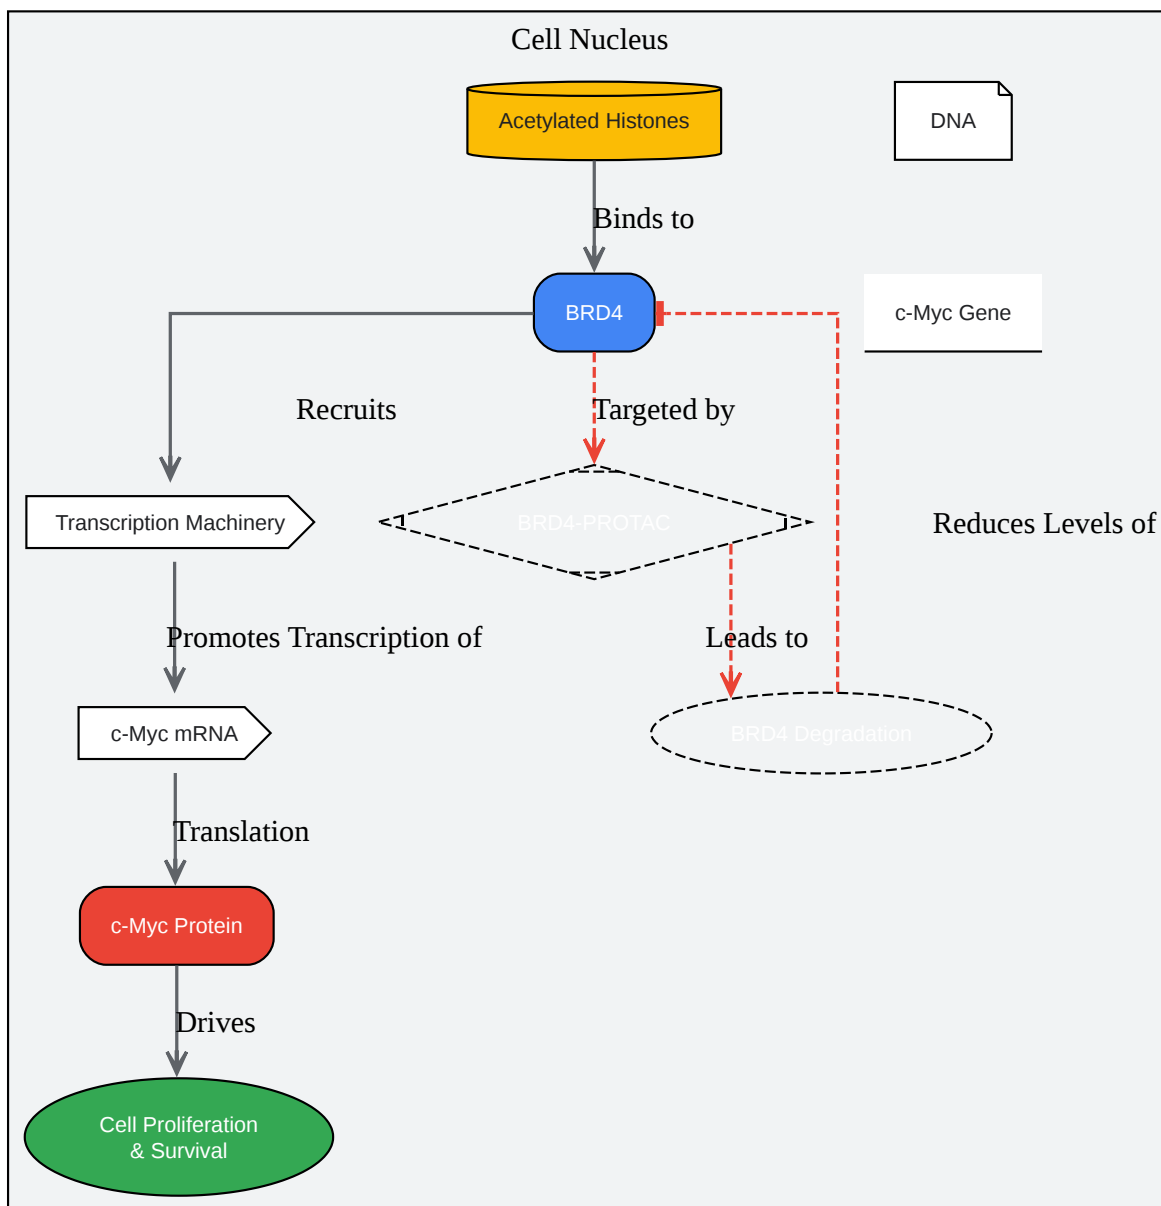 Cell Nucleus
Acetylated Histones
DNA
Binds to
BRD4
c-Myc Gene
Recruits
Targeted by
Transcription Machinery
BRD4-PROTAC
Reduces Levels of
Promotes Transcription of
Leads to
c-Myc mRNA
BRD4 Degradation
Translation
c-Myc Protein
Drives
Cell Proliferation
& Survival